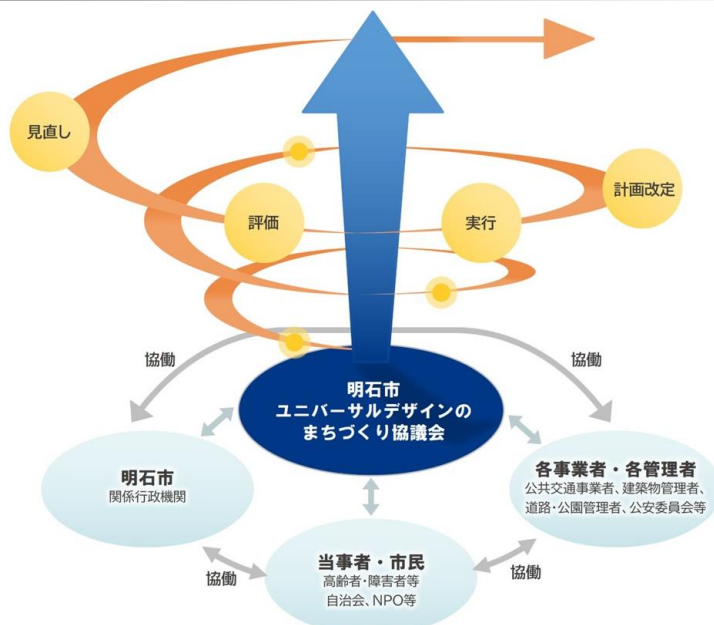 見直し
評価
実行
計画改定
協働
協働
明石市
ユニバーサルデザインの
まちづくり協議会
明石市
関係行政機関
各事業者・各管理者
公共交通事業者、建築物管理者、
道路・公園管理者、公安委員会等
当事者・市民
高齢者・障害者等
自治会、NPO等
協働
協働